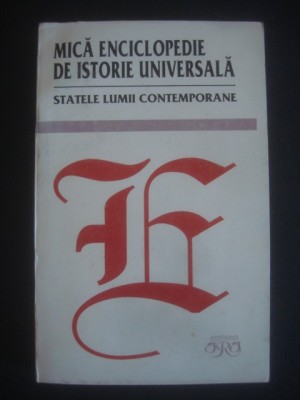 MICĂ ENCICLOPEDIE
DE ISTORIE UNIVERSALĂ
STATELE LUMII CONTEMPORANE
E